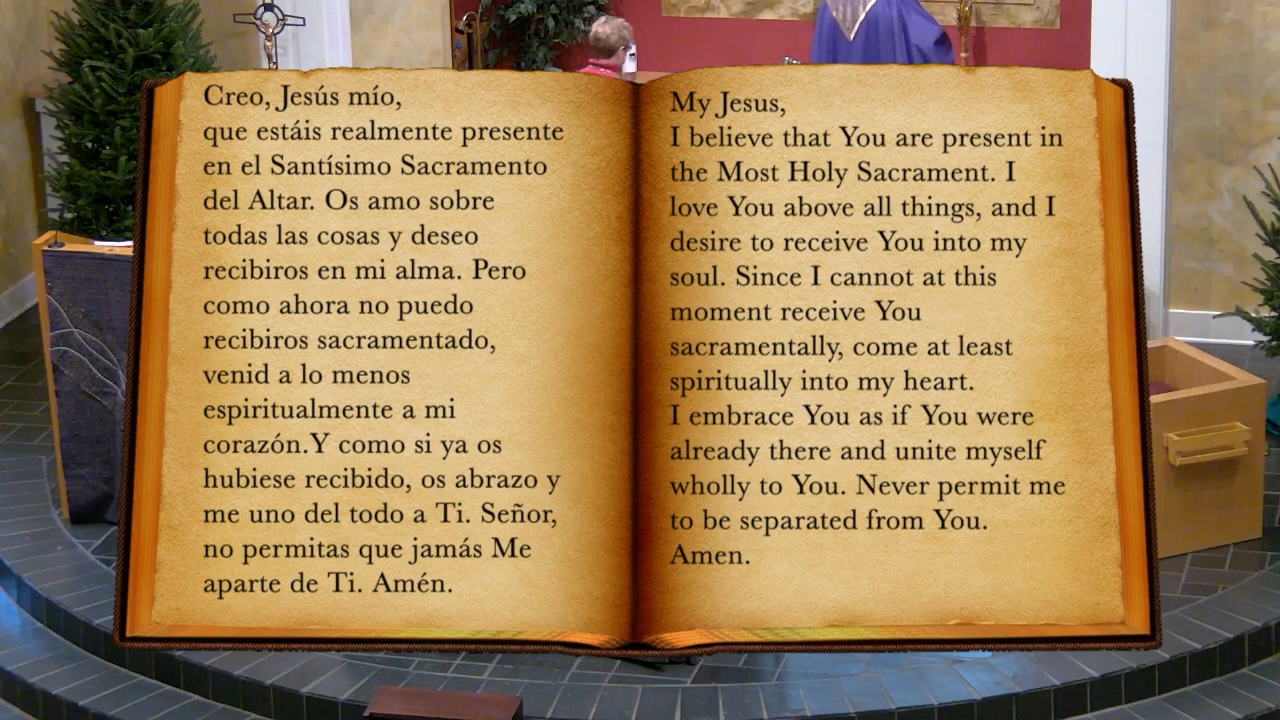 Creo, Jesús mío,
que estáis realmente presente
en el Santísimo Sacramento
del Altar. Os amo sobre
todas las cosas y deseo
recibiros en mi alma. Pero
como ahora no puedo
recibiros sacramentado,
venid a lo menos
espiritualmente a mi
corazón.Y como si ya os
hubiese recibido, os abrazo y
me uno del todo a Ti. Señor,
no permitas que jamás Me
aparte de Ti. Amén.
My Jesus,
I believe that You are present in
the Most Holy Sacrament. I
love You above all things, and I
desire to receive You into my
soul. Since I cannot at this
moment receive You
sacramentally, come at least
spiritually into my heart.
I embrace You as if You were
already there and unite myself
wholly to You. Never permit me
to be separated from You.
Amen.